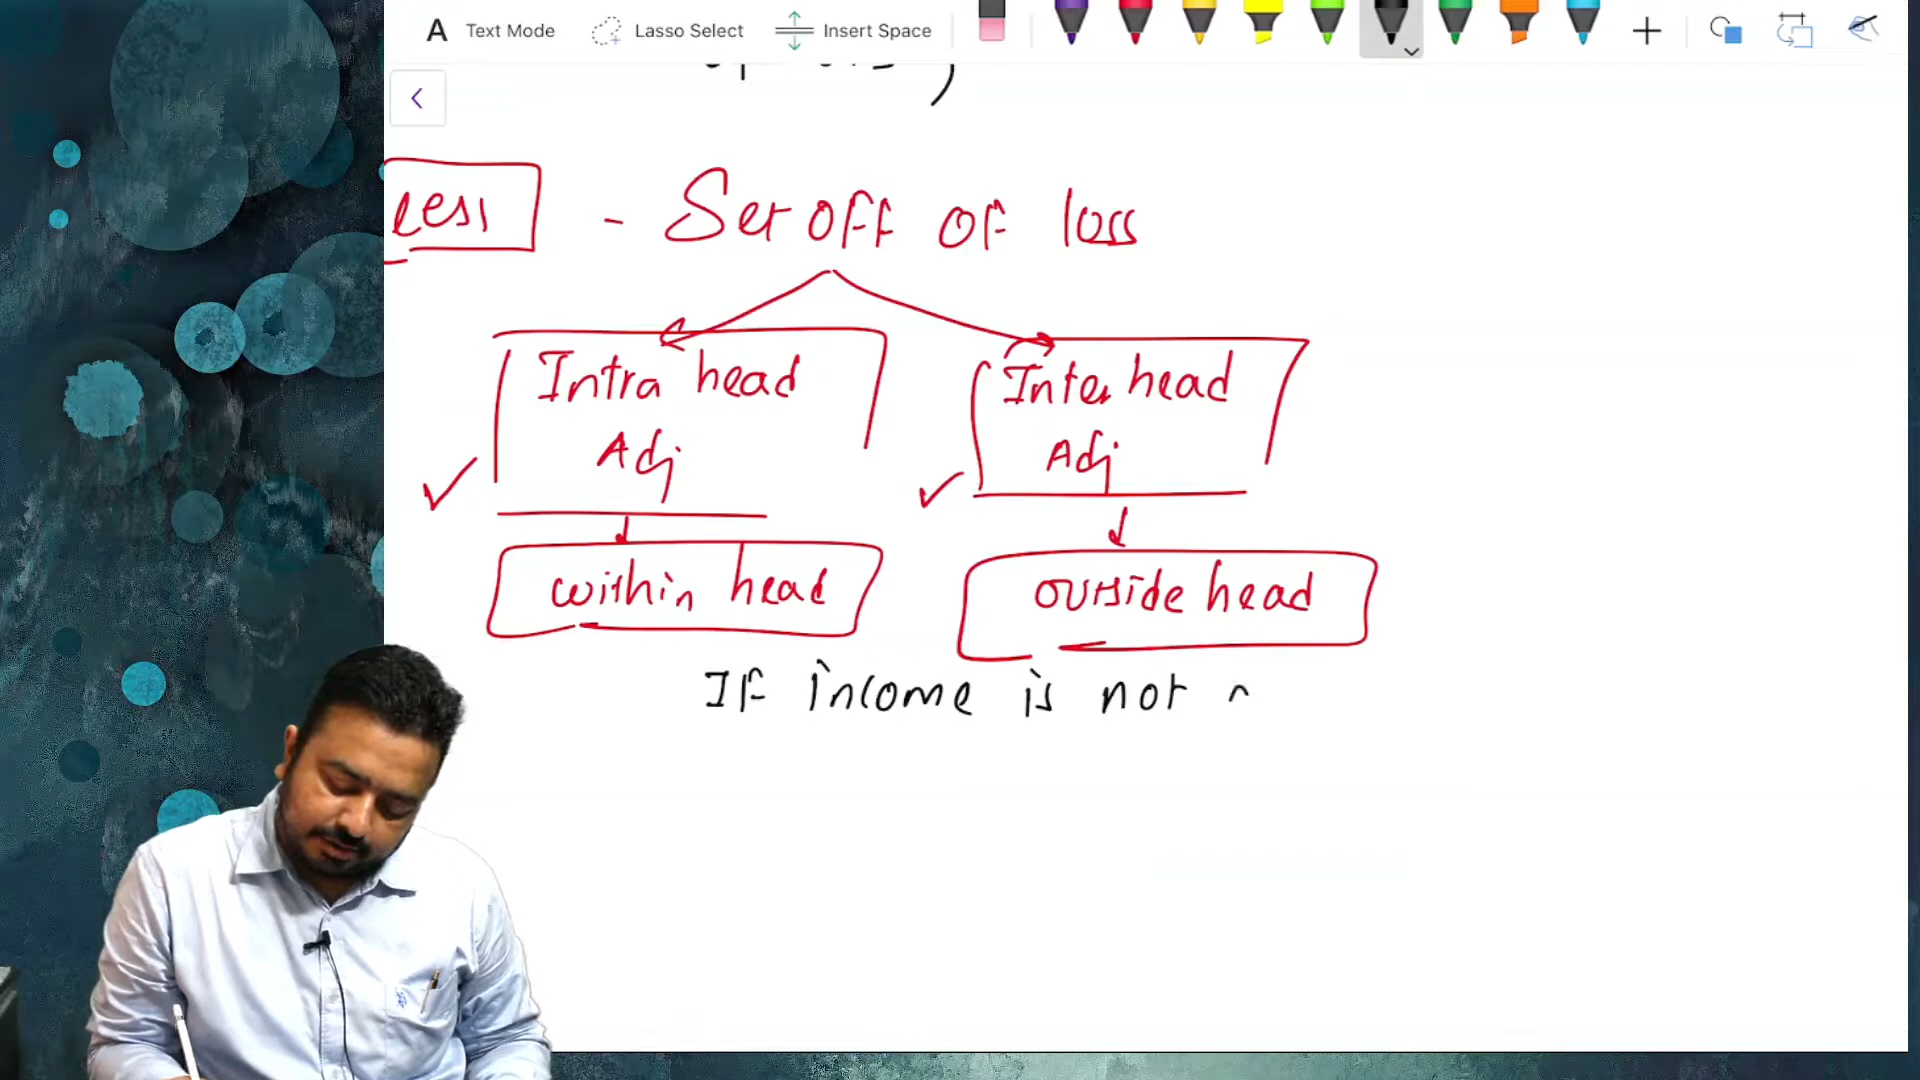 Text Mode Lasso Select Insert Space
- Set off of loss
Intra head Inter head
Adj Adj
within head outside head
If income is not